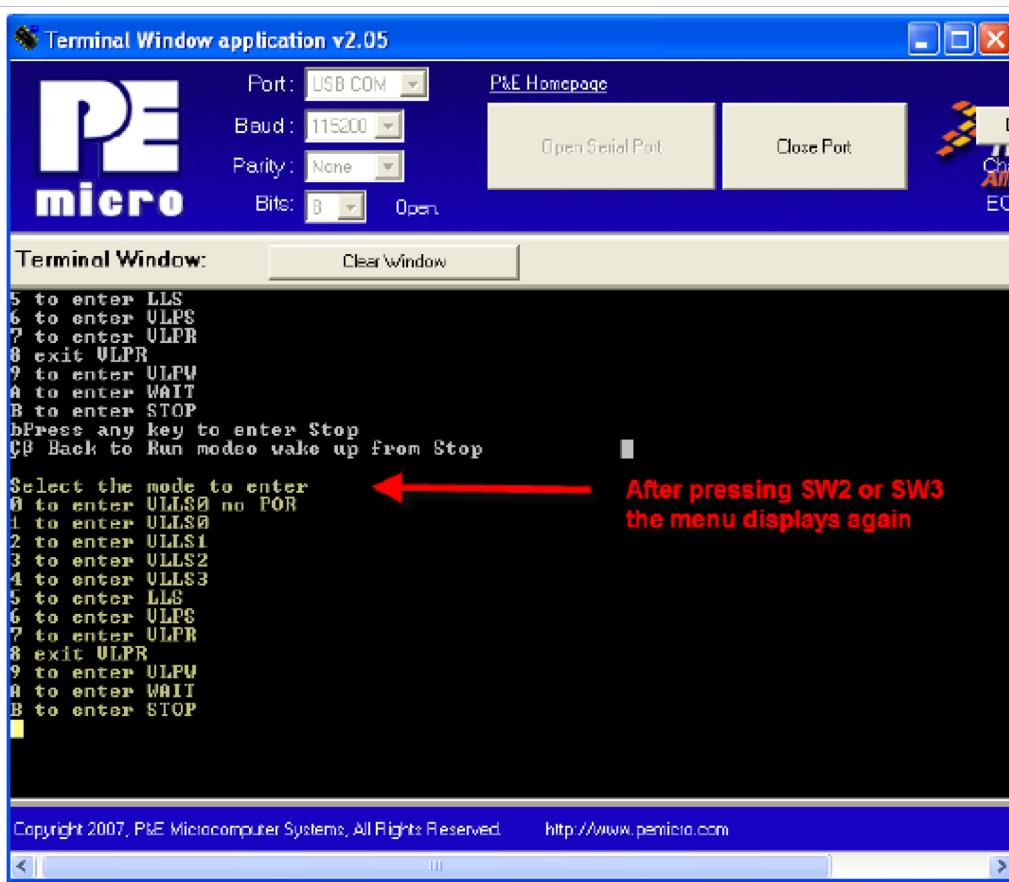 Terminal Window application v2.05
PE
micro
Port: USB COM
Baud: 115200
Parity: None
Bits: 8 Open.
P&E Homepage
Open Serial Port
Close Port
EC
Terminal Window:
Clear Window
5 to enter LLS
6 to enter VLPS
7 to enter VLPR
8 exit VLPR
9 to enter VLPW
A to enter WAIT
B to enter STOP
bPress any key to enter Stop
Çβ Back to Run modeo wake up from Stop
Select the mode to enter
0 to enter VLLS0 no POR
1 to enter VLLS0
2 to enter VLLS1
3 to enter VLLS2
4 to enter VLLS3
5 to enter LLS
6 to enter VLPS
7 to enter VLPR
8 exit VLPR
9 to enter VLPW
A to enter WAIT
B to enter STOP
After pressing SW2 or SW3
the menu displays again
Copyright 2007, P&E Microcomputer Systems, All Rights Reserved. http://www.pemicro.com